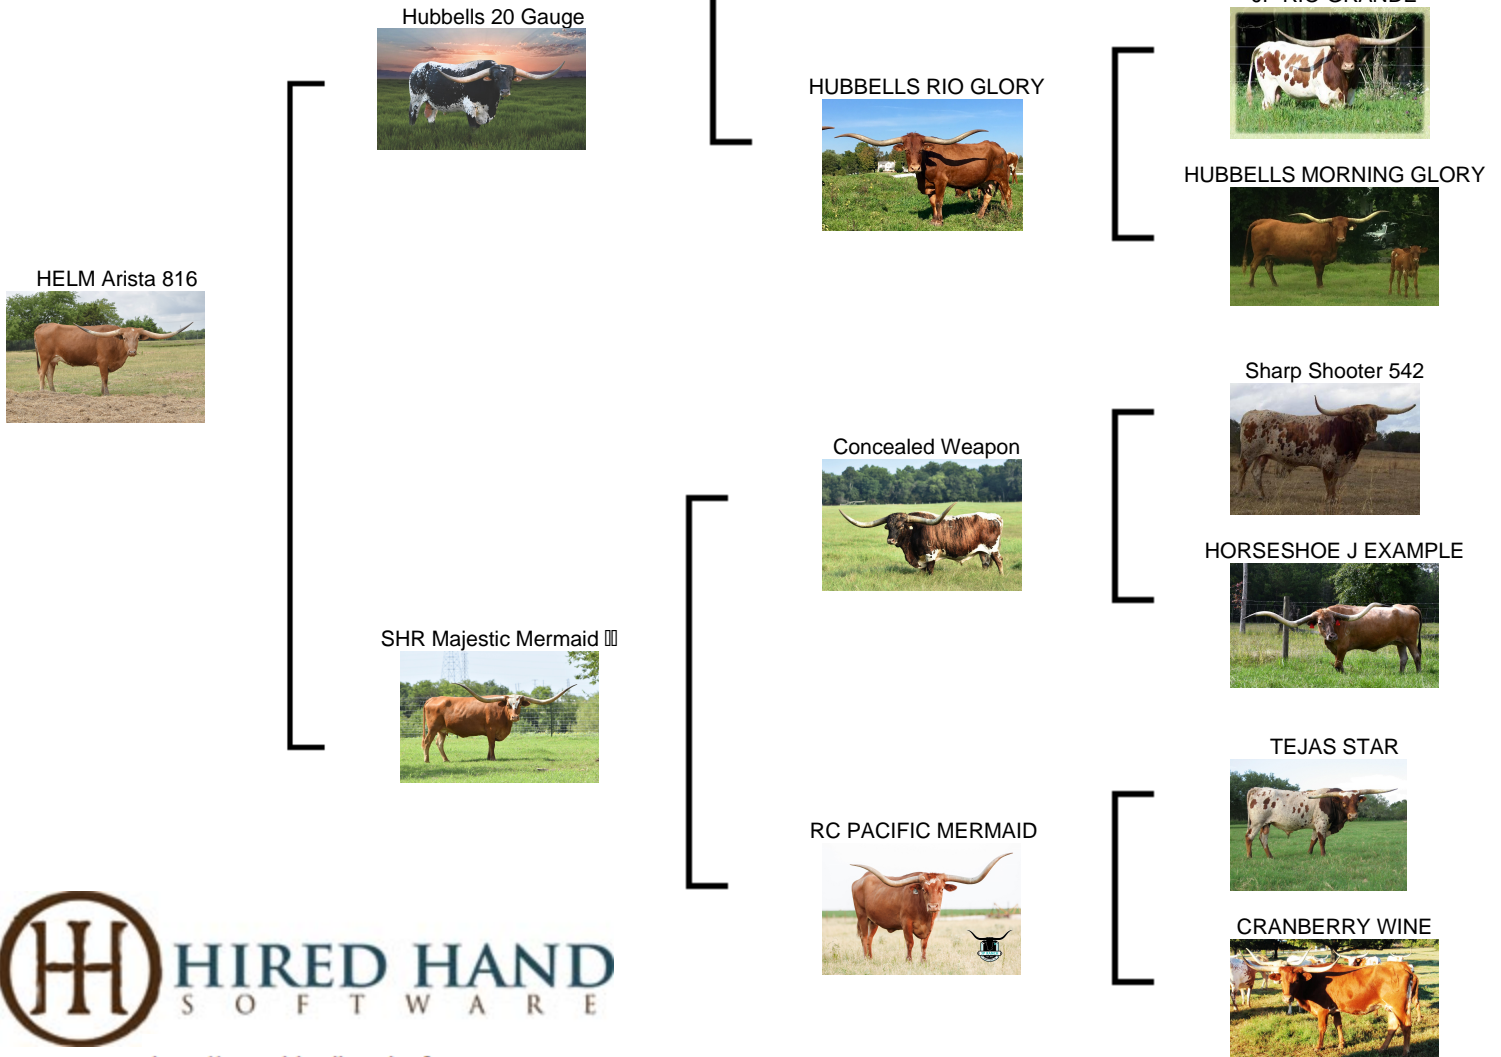 Hubbells 20 Gauge
HUBBELLS RIO GLORY
HUBBELLS MORNING GLORY
HELM Arista 816
Sharp Shooter 542
Concealed Weapon
HORSESHOE J EXAMPLE
SHR Majestic Mermaid
TEJAS STAR
RC PACIFIC MERMAID
CRANBERRY WINE
HIRED HAND
SOFTWARE